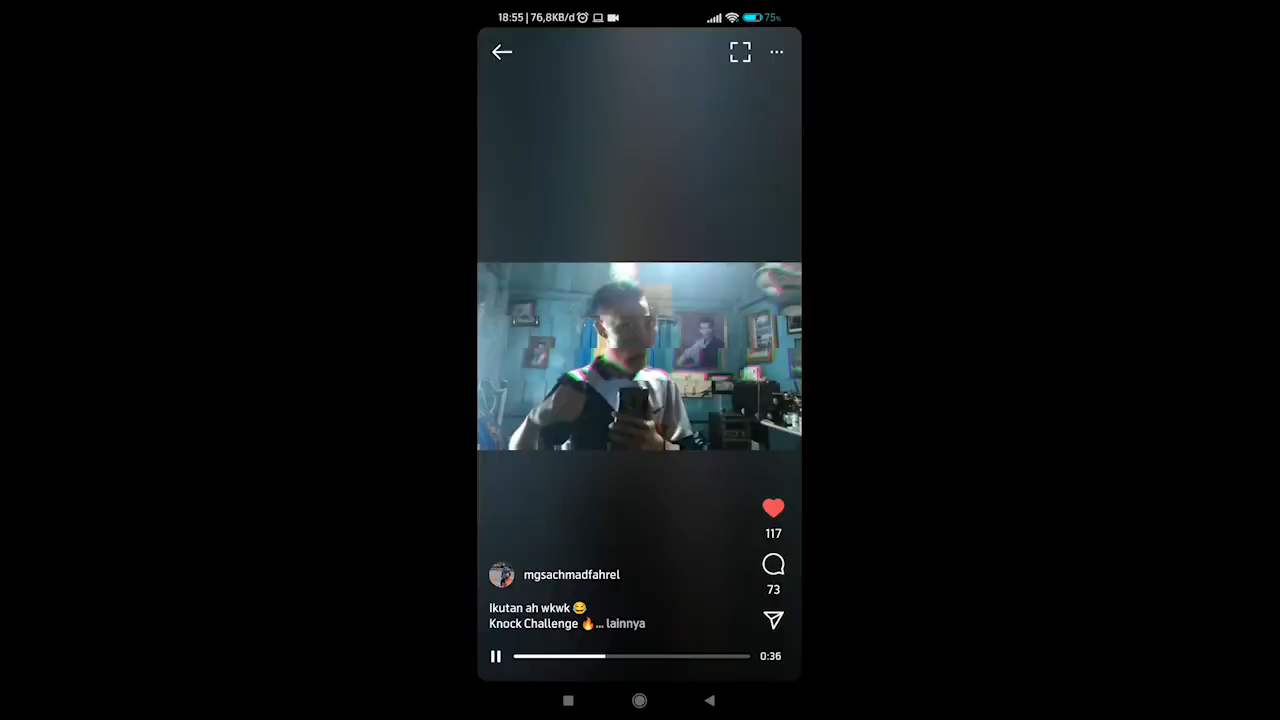 18:55 | 76,8KB/d
75%
mgsachmadfahrel
117
73
Ikutan ah wkwk 😂
Knock Challenge 🔥... lainnya
0:36